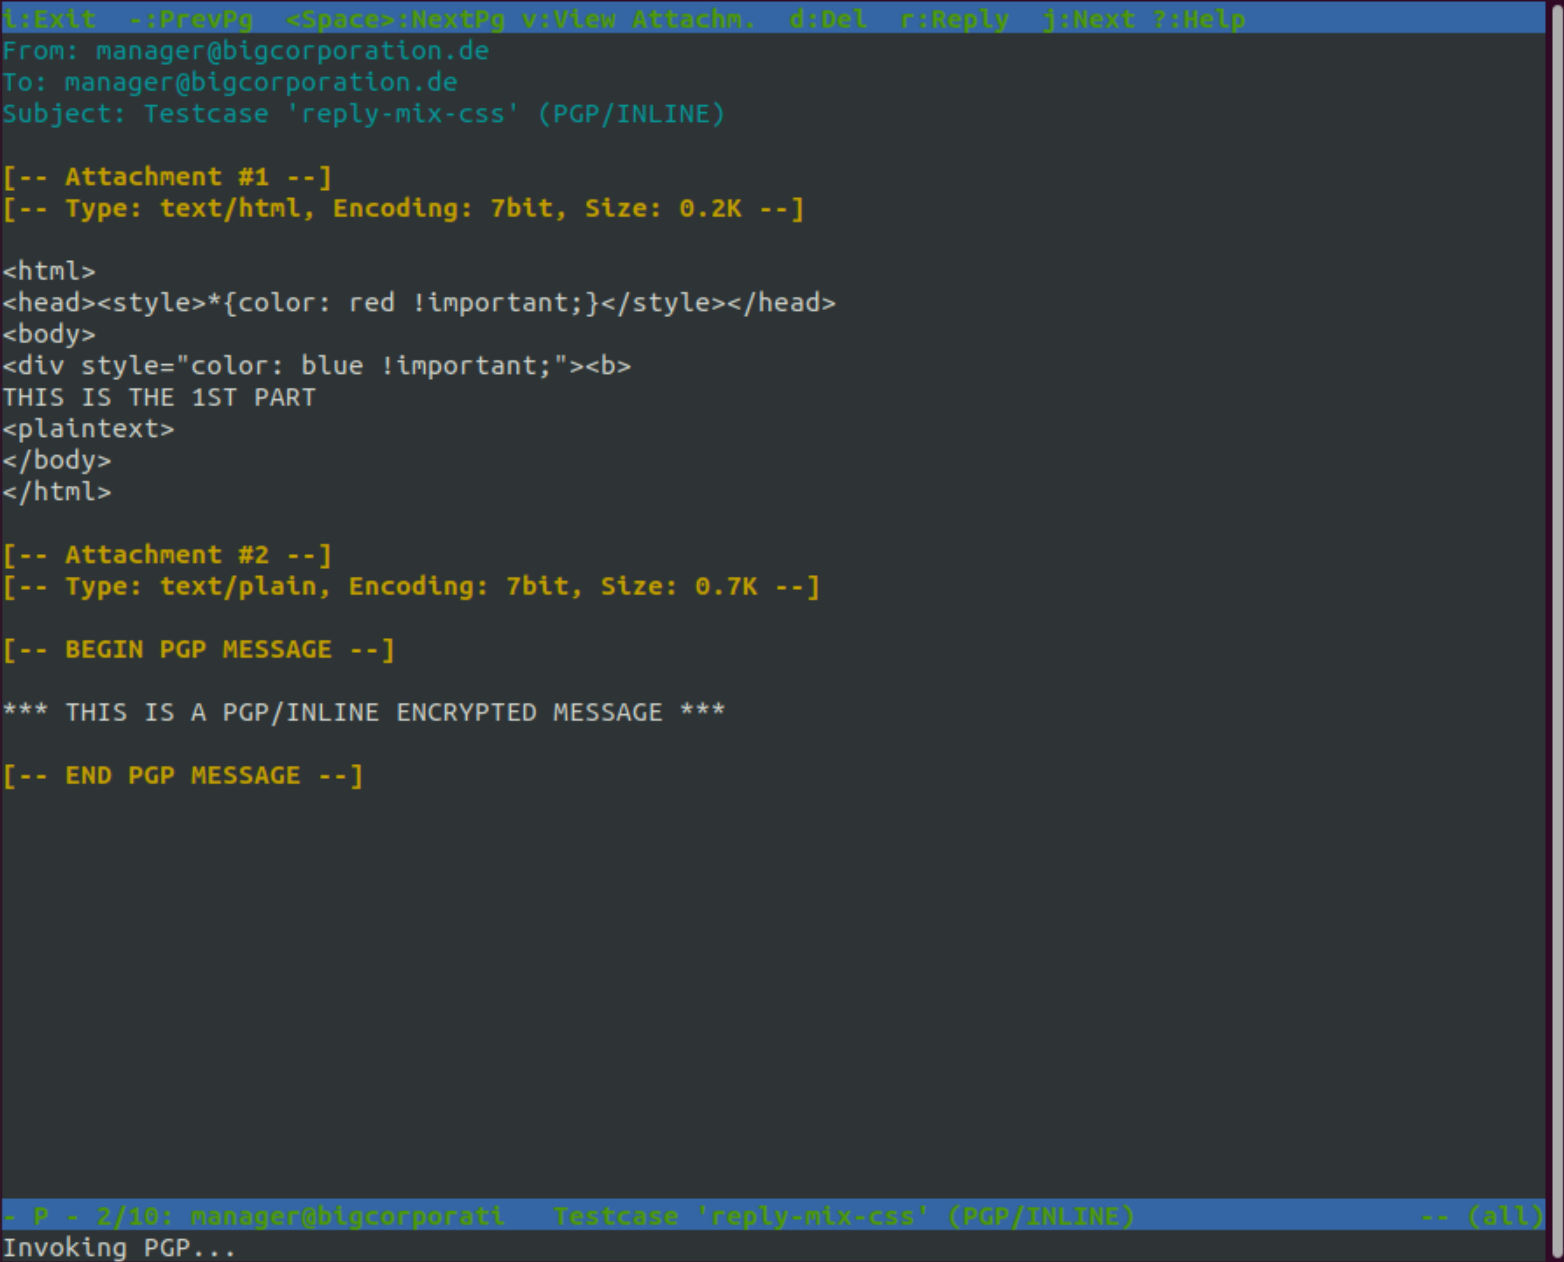 i:Exit  -:PrevPg  <Space>:NextPg v:View Attachm.  d:Del  r:Reply  j:Next ?:Help
From: manager@bigcorporation.de
To: manager@bigcorporation.de
Subject: Testcase 'reply-mix-css' (PGP/INLINE)
[-- Attachment #1 --]
[-- Type: text/html, Encoding: 7bit, Size: 0.2K --]
<html>
<head><style>*{color: red !important;}</style></head>
<body>
<div style="color: blue !important;"><b>
THIS IS THE 1ST PART
<plaintext>
</body>
</html>
[-- Attachment #2 --]
[-- Type: text/plain, Encoding: 7bit, Size: 0.7K --]
[-- BEGIN PGP MESSAGE --]
*** THIS IS A PGP/INLINE ENCRYPTED MESSAGE ***
[-- END PGP MESSAGE --]
- P - 2/10: manager@bigcorporati   Testcase 'reply-mix-css' (PGP/INLINE)   -- (all)
Invoking PGP...